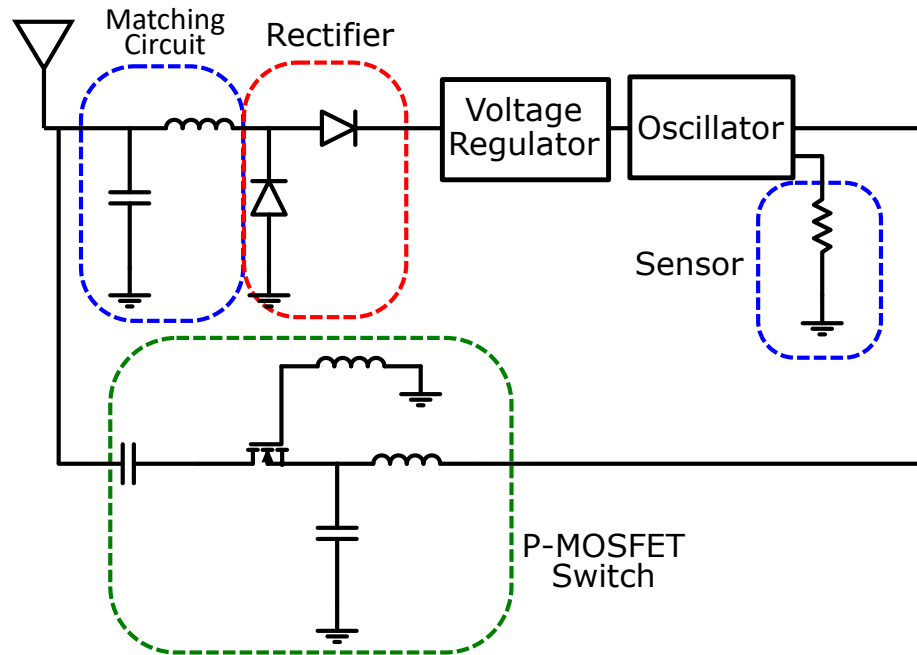 Matching
Circuit
Rectifier
Voltage
Regulator
Oscillator
Sensor
P-MOSFET
Switch